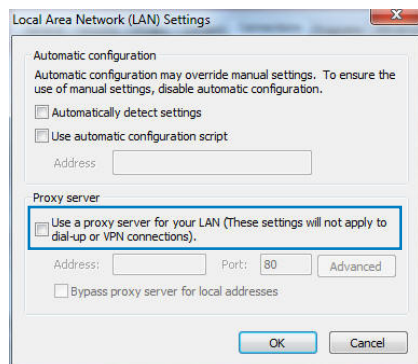 Local Area Network (LAN) Settings
Automatic configuration
Automatic configuration may override manual settings. To ensure the
use of manual settings, disable automatic configuration.
Automatically detect settings
Use automatic configuration script
Address
Proxy server
Use a proxy server for your LAN (These settings will not apply to
dial-up or VPN connections).
Address:
Port:
80
Advanced
Bypass proxy server for local addresses
OK
Cancel